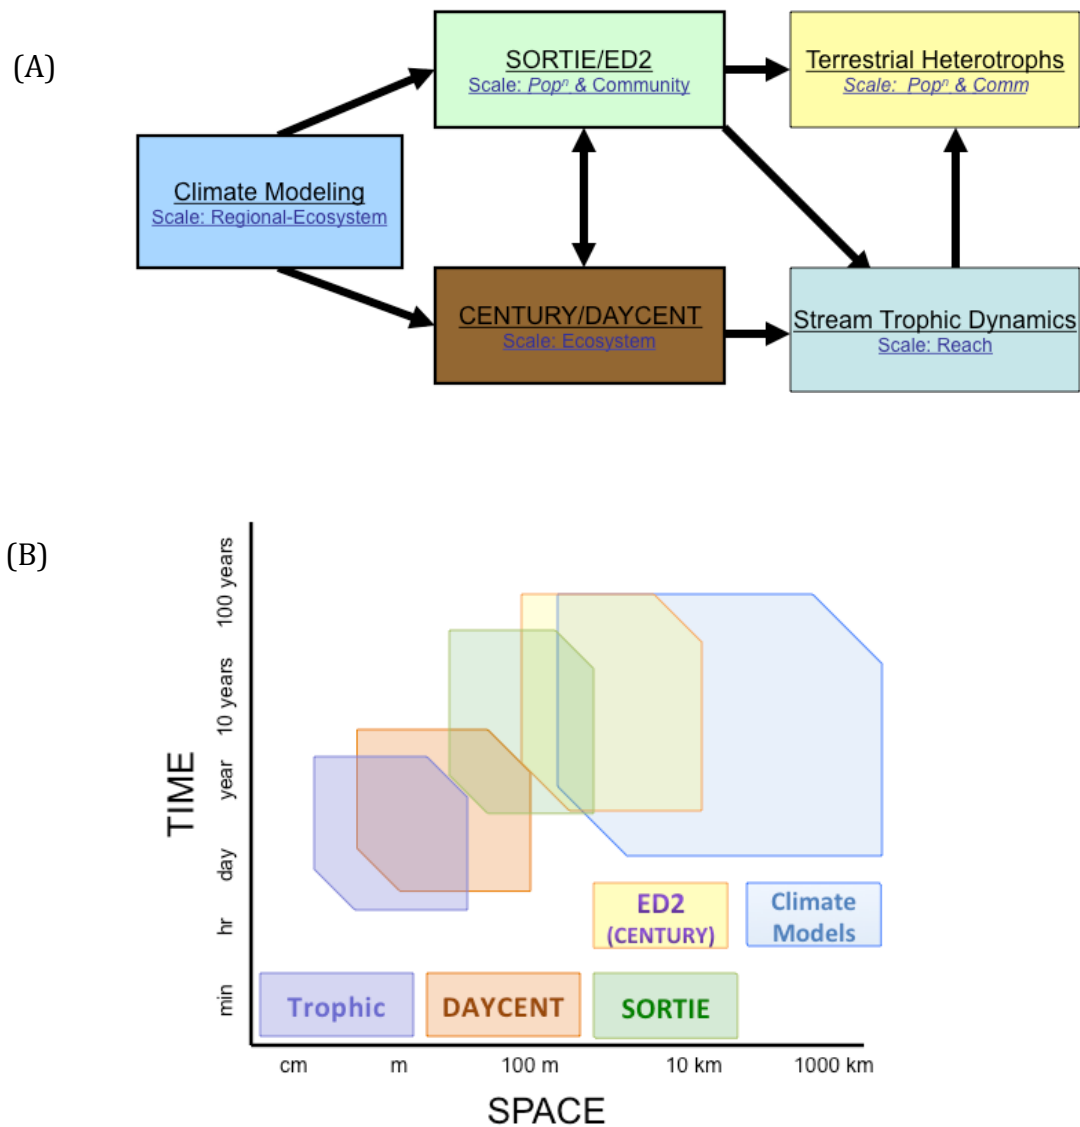 (A)
SORTIE/ED2
Scale: Popⁿ & Community
Terrestrial Heterotrophs
Scale: Popⁿ & Comm
Climate Modeling
Scale: Regional-Ecosystem
CENTURY/DAYCENT
Scale: Ecosystem
Stream Trophic Dynamics
Scale: Reach
(B)
TIME
100 years
10 years
year
day
hr
min
ED2
(CENTURY)
Climate
Models
Trophic
DAYCENT
SORTIE
cm
m
100 m
10 km
1000 km
SPACE